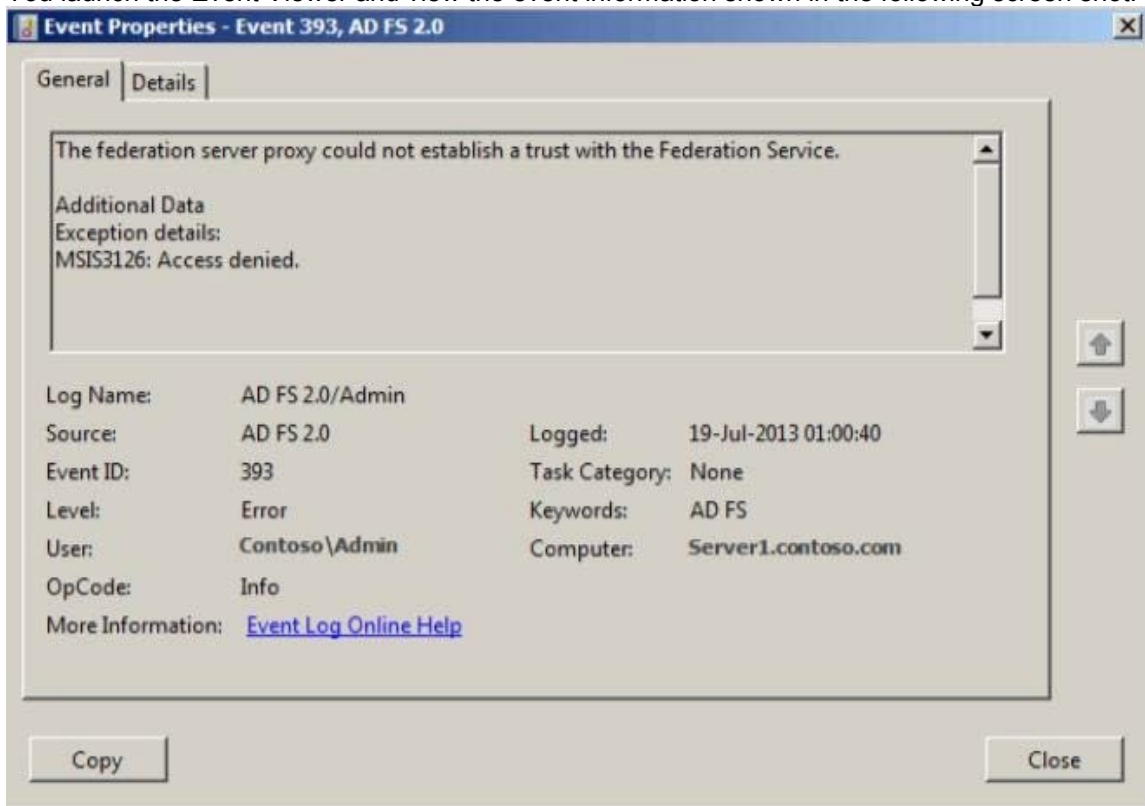 You launch the Event Viewer and view the event information shown in the following screen shot.
Event Properties - Event 393, AD FS 2.0
General Details
The federation server proxy could not establish a trust with the Federation Service.
Additional Data
Exception details:
MSIS3126: Access denied.
Log Name: AD FS 2.0/Admin
Source: AD FS 2.0 Logged: 19-Jul-2013 01:00:40
Event ID: 393 Task Category: None
Level: Error Keywords: AD FS
User: Contoso\Admin Computer: Server1.contoso.com
OpCode: Info
More Information: Event Log Online Help
Copy Close